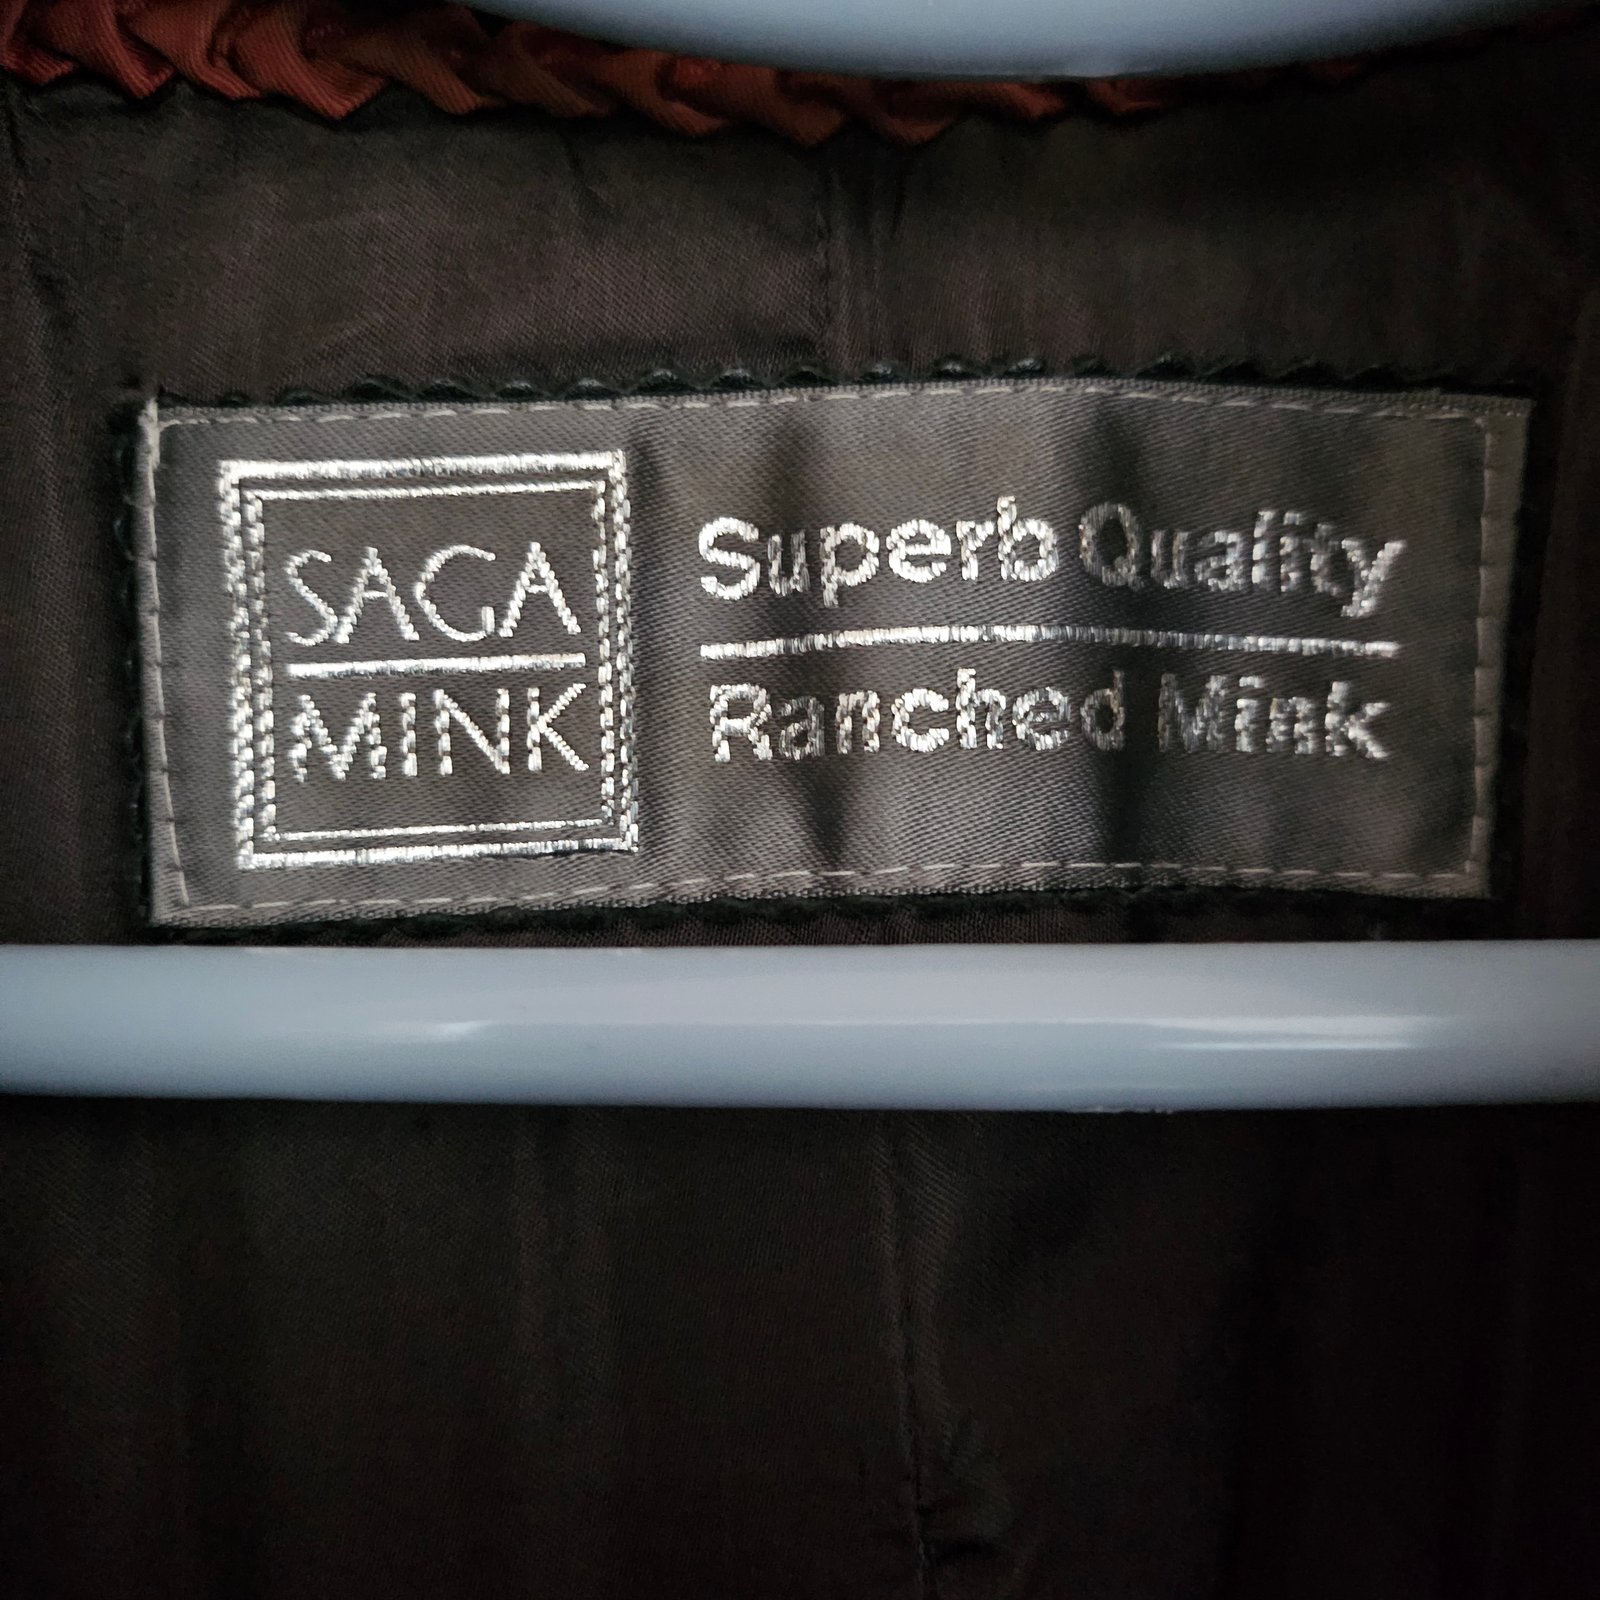 SAGA
MINK
Superb Quality
Ranched Mink